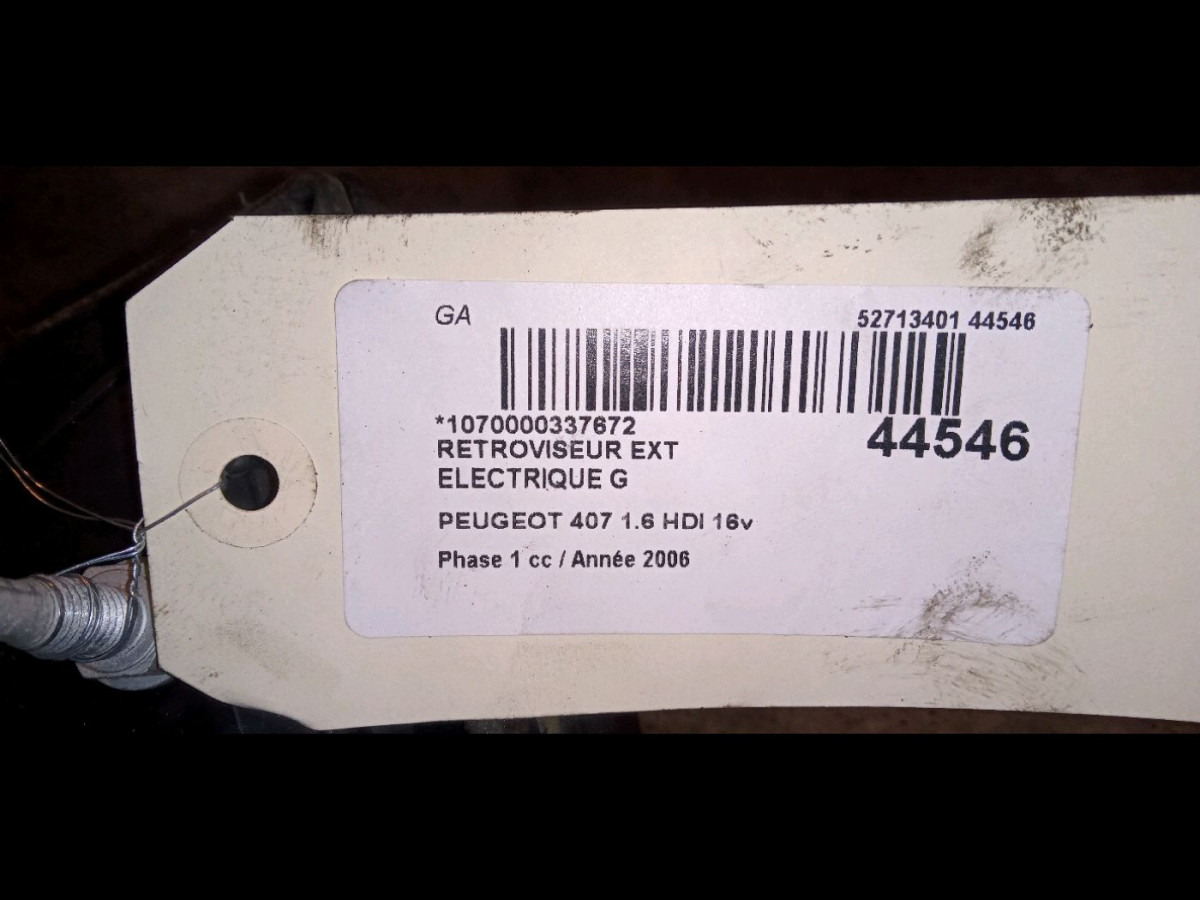 GA
52713401 44546
*1070000337672
44546
RETROVISEUR EXT
ELECTRIQUE G
PEUGEOT 407 1.6 HDI 16v
Phase 1 cc / Année 2006